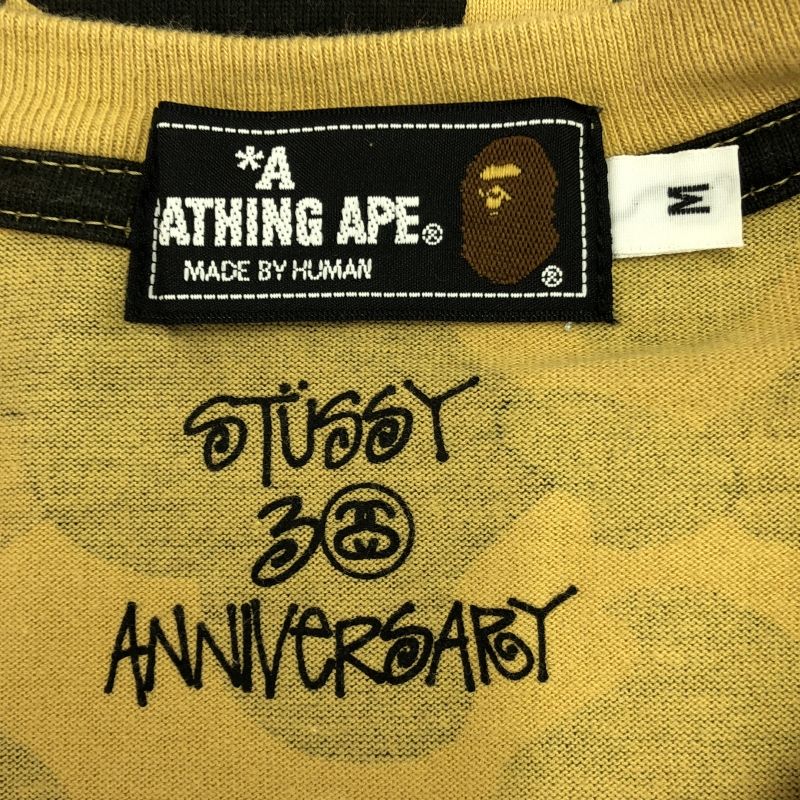 *A
ATHING APE®
MADE BY HUMAN
®
M
STÜSSY
30
ANNIVERSARY